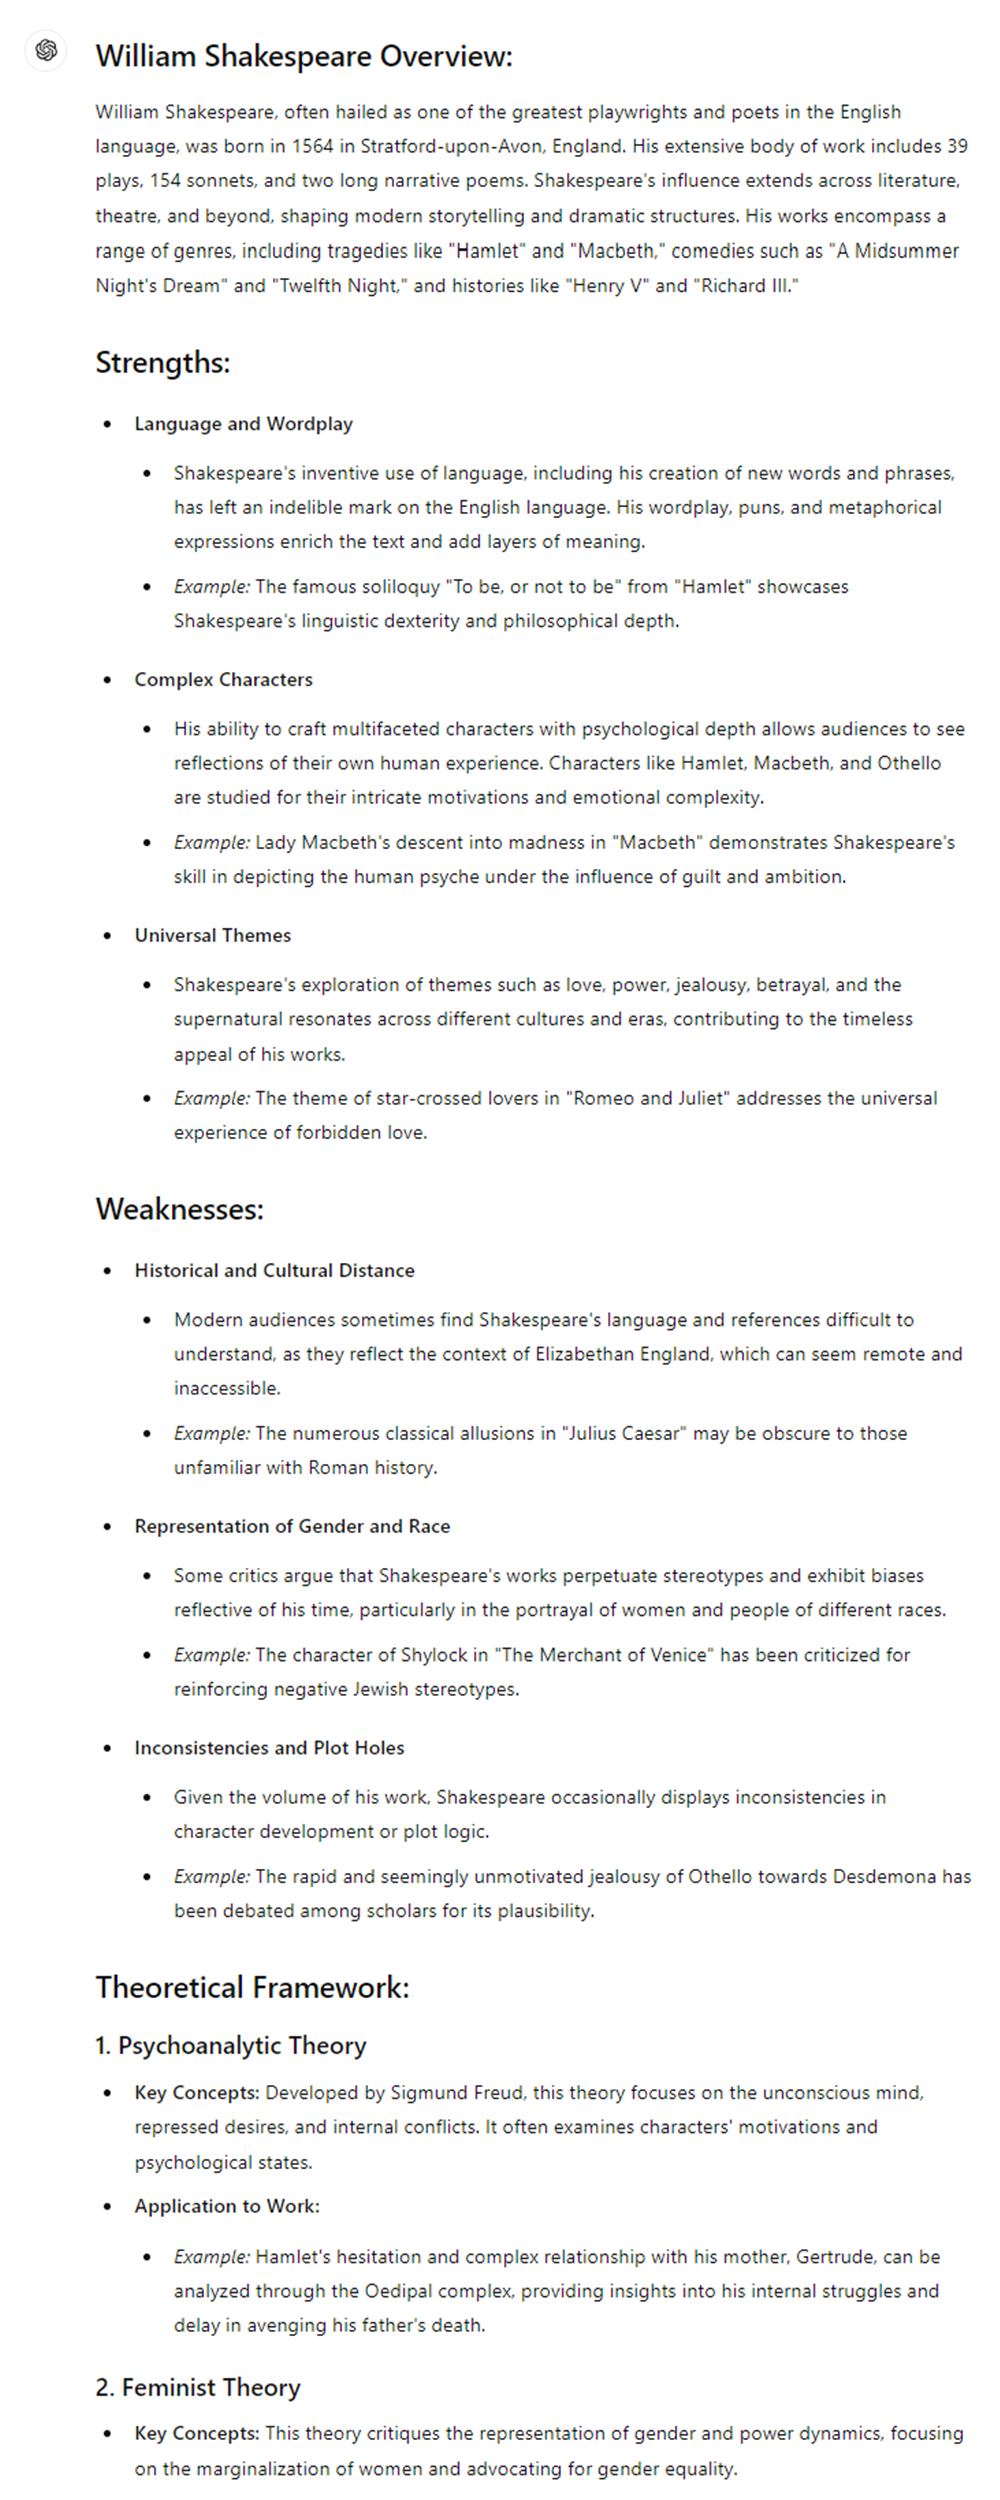 William Shakespeare Overview:
William Shakespeare, often hailed as one of the greatest playwrights and poets in the English
language, was born in 1564 in Stratford-upon-Avon, England. His extensive body of work includes 39
plays, 154 sonnets, and two long narrative poems. Shakespeare's influence extends across literature,
theatre, and beyond, shaping modern storytelling and dramatic structures. His works encompass a
range of genres, including tragedies like "Hamlet" and "Macbeth," comedies such as "A Midsummer
Night's Dream" and "Twelfth Night," and histories like "Henry V" and "Richard III."
Strengths:
• Language and Wordplay
• Shakespeare's inventive use of language, including his creation of new words and phrases,
has left an indelible mark on the English language. His wordplay, puns, and metaphorical
expressions enrich the text and add layers of meaning.
• Example: The famous soliloquy "To be, or not to be" from "Hamlet" showcases
Shakespeare's linguistic dexterity and philosophical depth.
• Complex Characters
• His ability to craft multifaceted characters with psychological depth allows audiences to see
reflections of their own human experience. Characters like Hamlet, Macbeth, and Othello
are studied for their intricate motivations and emotional complexity.
• Example: Lady Macbeth's descent into madness in "Macbeth" demonstrates Shakespeare's
skill in depicting the human psyche under the influence of guilt and ambition.
• Universal Themes
• Shakespeare's exploration of themes such as love, power, jealousy, betrayal, and the
supernatural resonates across different cultures and eras, contributing to the timeless
appeal of his works.
• Example: The theme of star-crossed lovers in "Romeo and Juliet" addresses the universal
experience of forbidden love.
Weaknesses:
• Historical and Cultural Distance
• Modern audiences sometimes find Shakespeare's language and references difficult to
understand, as they reflect the context of Elizabethan England, which can seem remote and
inaccessible.
• Example: The numerous classical allusions in "Julius Caesar" may be obscure to those
unfamiliar with Roman history.
• Representation of Gender and Race
• Some critics argue that Shakespeare's works perpetuate stereotypes and exhibit biases
reflective of his time, particularly in the portrayal of women and people of different races.
• Example: The character of Shylock in "The Merchant of Venice" has been criticized for
reinforcing negative Jewish stereotypes.
• Inconsistencies and Plot Holes
• Given the volume of his work, Shakespeare occasionally displays inconsistencies in
character development or plot logic.
• Example: The rapid and seemingly unmotivated jealousy of Othello towards Desdemona has
been debated among scholars for its plausibility.
Theoretical Framework:
1. Psychoanalytic Theory
• Key Concepts: Developed by Sigmund Freud, this theory focuses on the unconscious mind,
repressed desires, and internal conflicts. It often examines characters' motivations and
psychological states.
• Application to Work:
• Example: Hamlet's hesitation and complex relationship with his mother, Gertrude, can be
analyzed through the Oedipal complex, providing insights into his internal struggles and
delay in avenging his father's death.
2. Feminist Theory
• Key Concepts: This theory critiques the representation of gender and power dynamics, focusing
on the marginalization of women and advocating for gender equality.